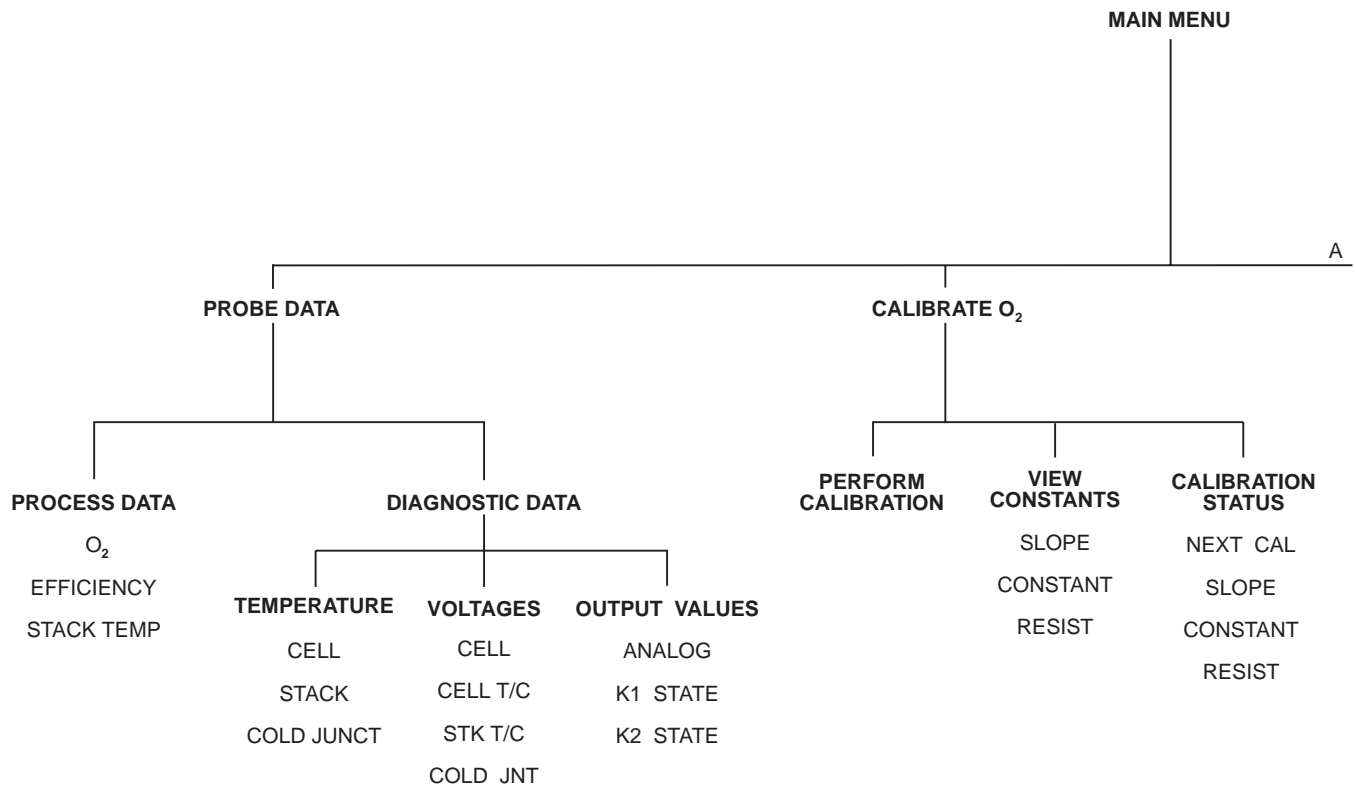 MAIN MENU
A
PROBE DATA
CALIBRATE O₂
PROCESS DATA
O₂
EFFICIENCY
STACK TEMP
DIAGNOSTIC DATA
TEMPERATURE
CELL
STACK
COLD JUNCT
VOLTAGES
CELL
CELL T/C
STK T/C
COLD JNT
OUTPUT VALUES
ANALOG
K1 STATE
K2 STATE
PERFORM
CALIBRATION
VIEW
CONSTANTS
SLOPE
CONSTANT
RESIST
CALIBRATION
STATUS
NEXT CAL
SLOPE
CONSTANT
RESIST